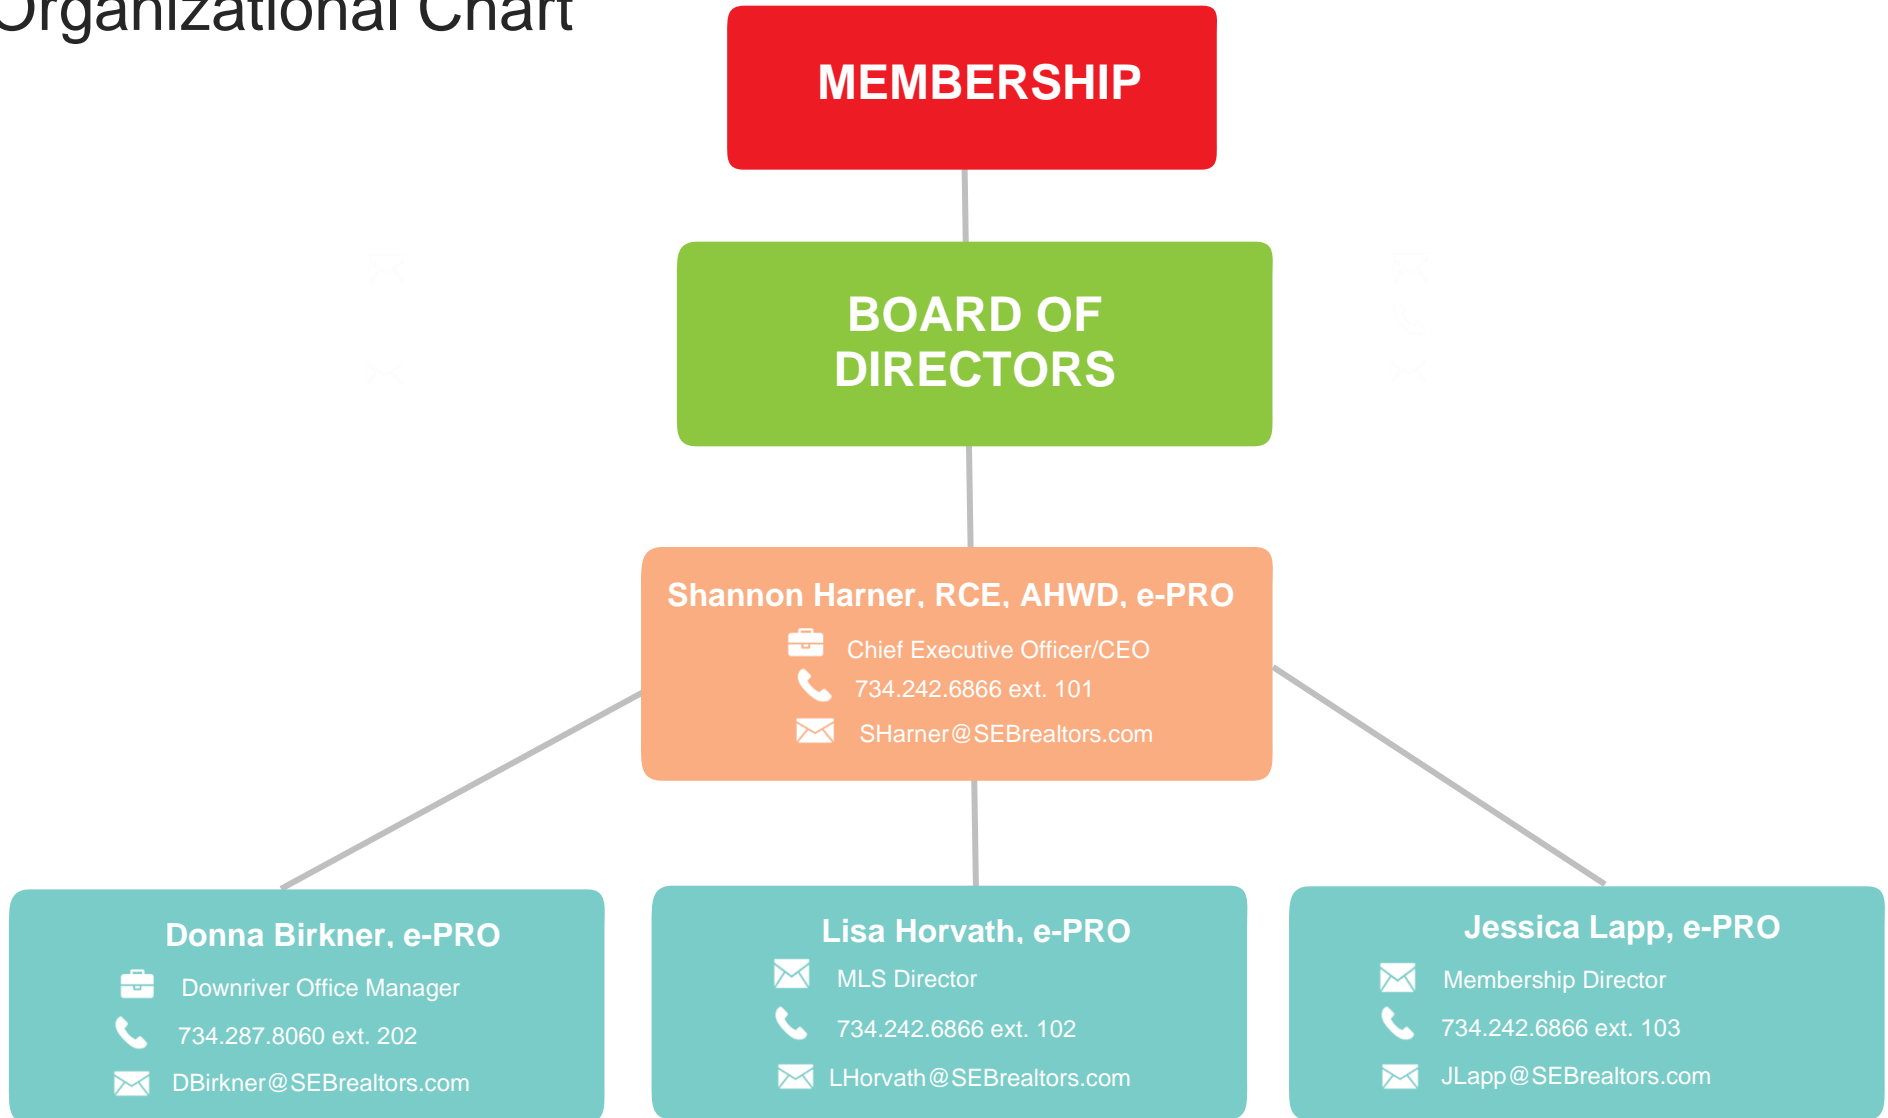 Organizational Chart
MEMBERSHIP
BOARD OF
DIRECTORS
Shannon Harner, RCE, AHWD, e-PRO
Chief Executive Officer/CEO
734.242.6866 ext. 101
SHarner@SEBrealtors.com
Donna Birkner, e-PRO
Downriver Office Manager
734.287.8060 ext. 202
DBirkner@SEBrealtors.com
Lisa Horvath, e-PRO
MLS Director
734.242.6866 ext. 102
LHorvath@SEBrealtors.com
Jessica Lapp, e-PRO
Membership Director
734.242.6866 ext. 103
JLapp@SEBrealtors.com